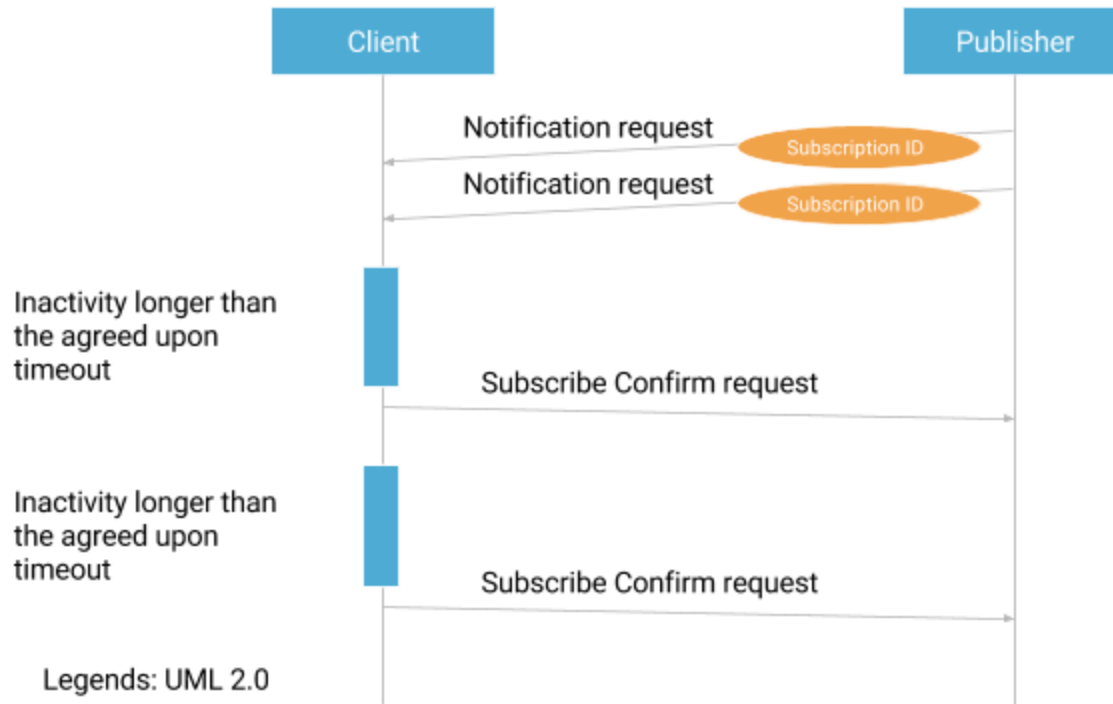 Client
Publisher
Notification request
Subscription ID
Notification request
Subscription ID
Inactivity longer than
the agreed upon
timeout
Subscribe Confirm request
Inactivity longer than
the agreed upon
timeout
Subscribe Confirm request
Legends: UML 2.0